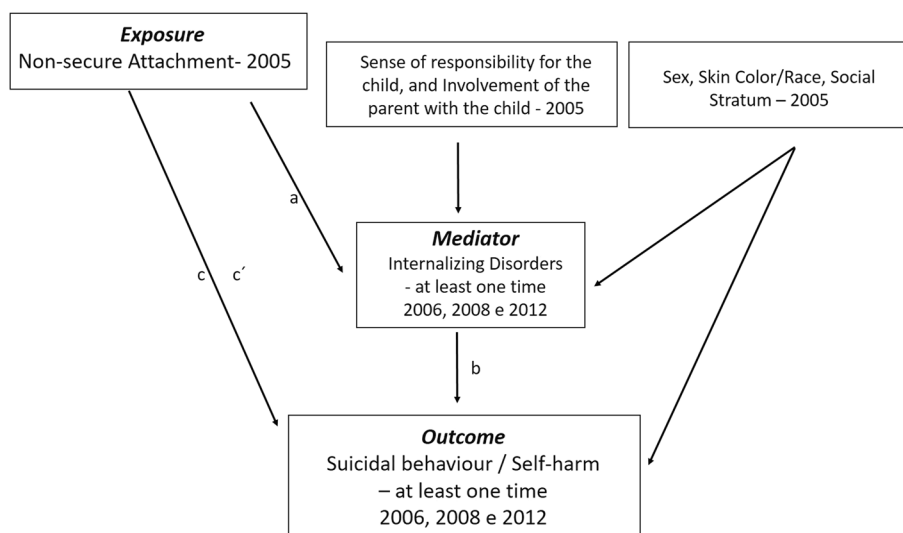 Exposure
Non-secure Attachment- 2005
Sense of responsibility for the
child, and Involvement of the
parent with the child - 2005
Sex, Skin Color/Race, Social
Stratum – 2005
a
Mediator
Internalizing Disorders
- at least one time
2006, 2008 e 2012
c c´
b
Outcome
Suicidal behaviour / Self-harm
– at least one time
2006, 2008 e 2012